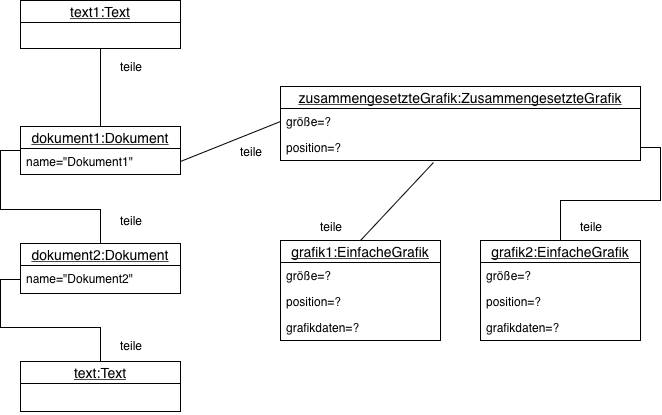 text1:Text
teile
zusammengesetzteGrafik:ZusammengesetzteGrafik
größe=?
position=?
dokument1:Dokument
name="Dokument1"
teile
teile
teile
teile
dokument2:Dokument
name="Dokument2"
grafik1:EinfacheGrafik
größe=?
position=?
grafikdaten=?
grafik2:EinfacheGrafik
größe=?
position=?
grafikdaten=?
teile
text:Text